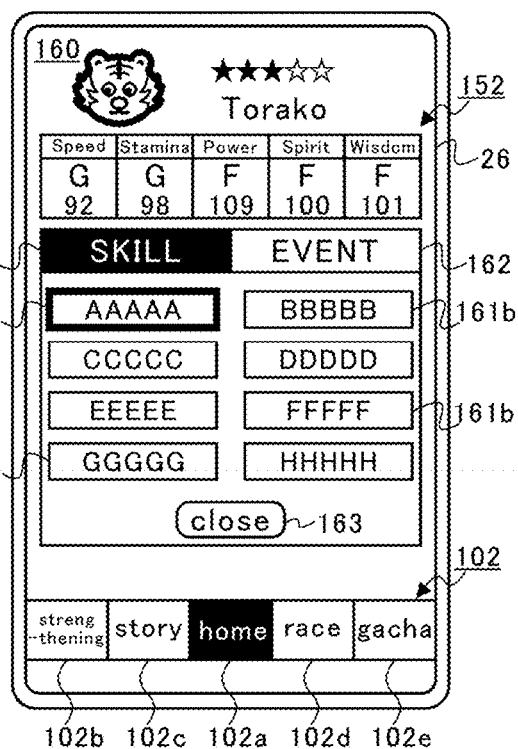 160
★★★☆☆
Torako
152
Speed Stamina Power Spirit Wisdom
26
G G F F F
92 98 109 100 101
SKILL EVENT
162
AAAAA BBBBB
161b
CCCCC DDDDD
EEEEE FFFFF
161b
GGGGG HHHHH
close
163
102
streng
-thening
story home race gacha
102b 102c 102a 102d 102e